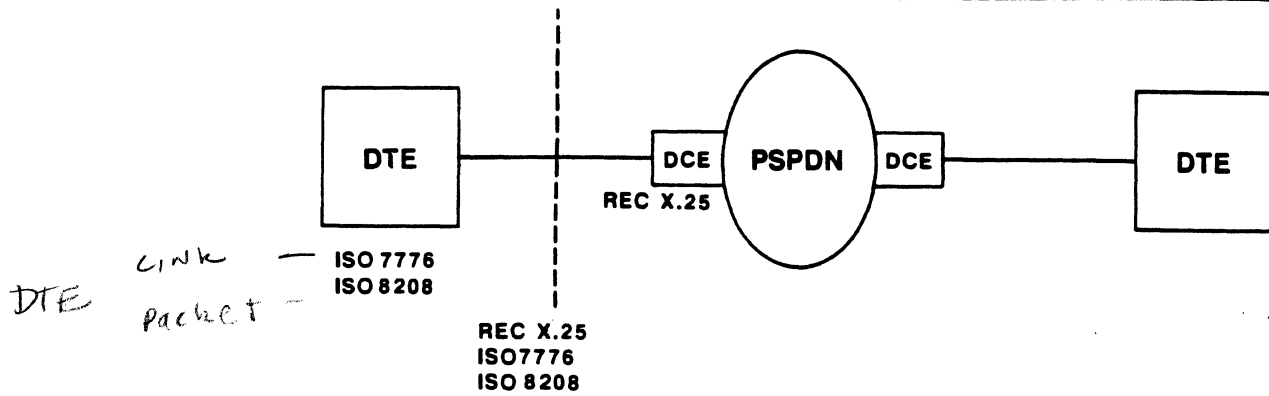 DTE
DCE
PSPDN
DCE
DTE
REC X.25
Link — ISO 7776
DTE
Packet - ISO 8208
REC X.25
ISO7776
ISO 8208